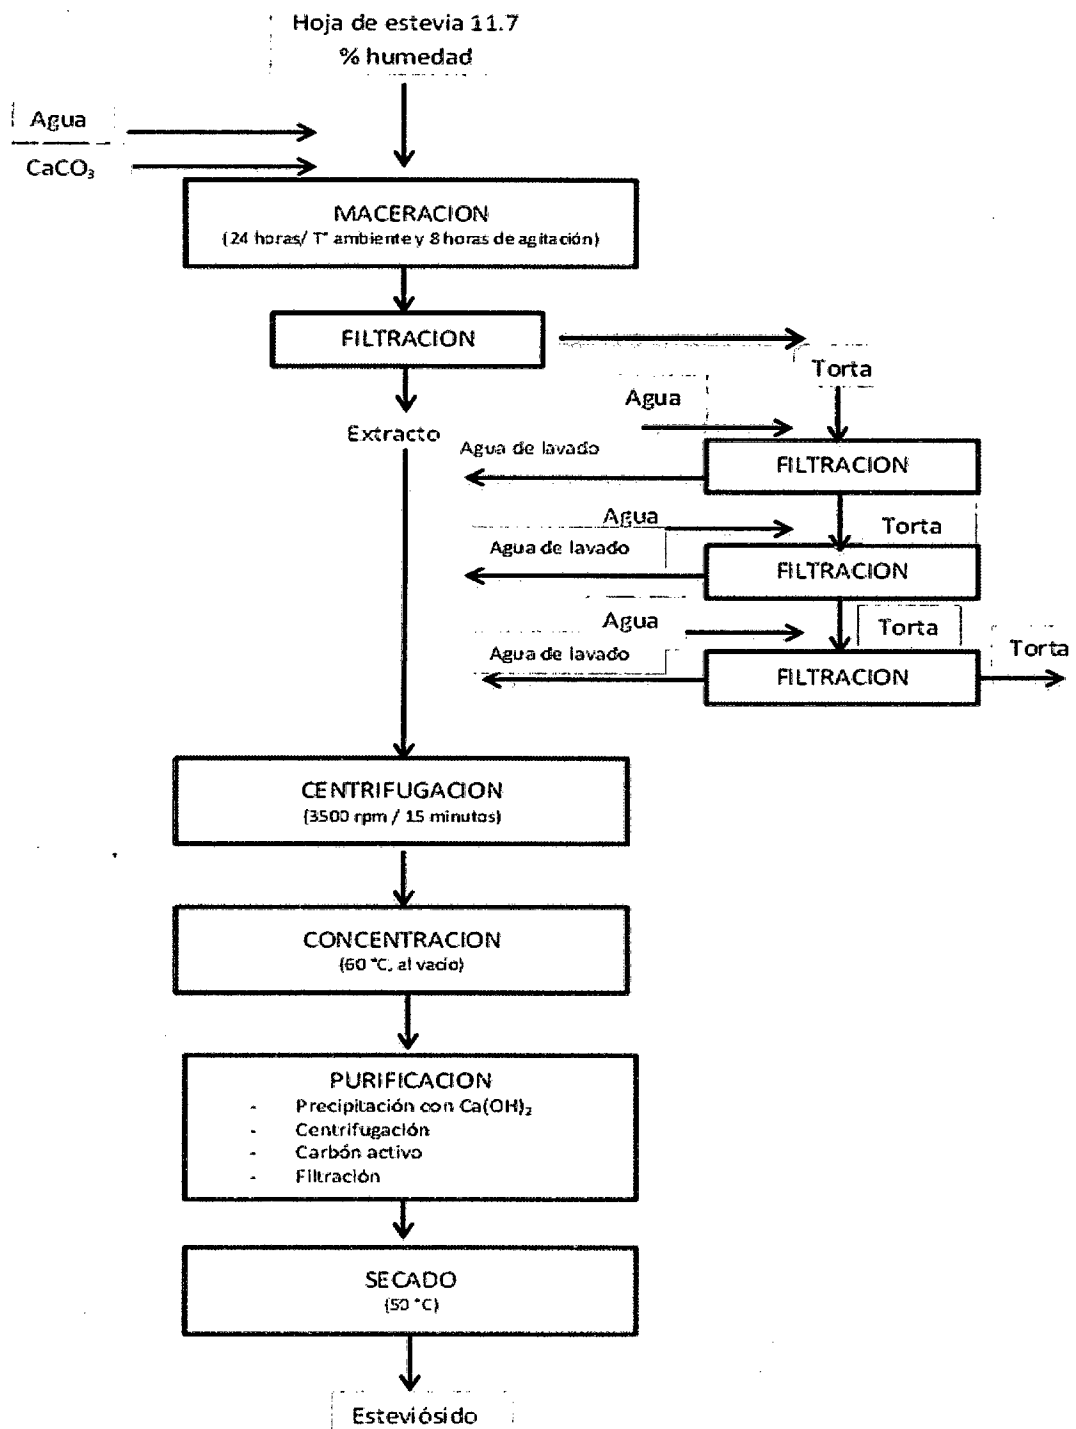 Hoja de estevia 11.7
% humedad
Agua
CaCO₃
MACERACION
(24 horas/ T° ambiente y 8 horas de agitación)
FILTRACION
Torta
Agua
Extracto
Agua de lavado
FILTRACION
Agua
Torta
Agua de lavado
FILTRACION
Agua
Torta
Agua de lavado
FILTRACION
Torta
CENTRIFUGACION
(3500 rpm / 15 minutos)
CONCENTRACION
(60 °C, al vacio)
PURIFICACION
- Precipitación con Ca(OH)₂
- Centrifugación
- Carbón activo
- Filtración
SECADO
(50 °C)
Esteviósido